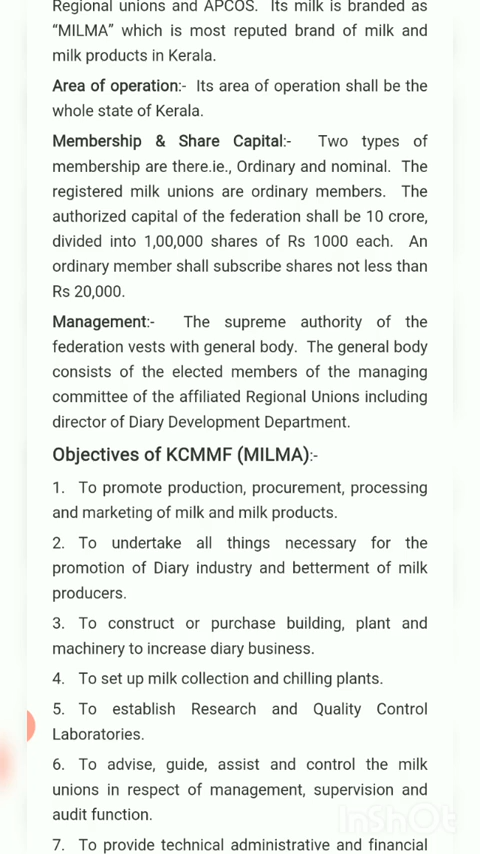 Regional unions and APCOS. Its milk is branded as
“MILMA” which is most reputed brand of milk and
milk products in Kerala.
Area of operation:- Its area of operation shall be the
whole state of Kerala.
Membership & Share Capital:- Two types of
membership are there.ie., Ordinary and nominal. The
registered milk unions are ordinary members. The
authorized capital of the federation shall be 10 crore,
divided into 1,00,000 shares of Rs 1000 each. An
ordinary member shall subscribe shares not less than
Rs 20,000.
Management:- The supreme authority of the
federation vests with general body. The general body
consists of the elected members of the managing
committee of the affiliated Regional Unions including
director of Diary Development Department.
Objectives of KCMMF (MILMA):-
1. To promote production, procurement, processing
and marketing of milk and milk products.
2. To undertake all things necessary for the
promotion of Diary industry and betterment of milk
producers.
3. To construct or purchase building, plant and
machinery to increase diary business.
4. To set up milk collection and chilling plants.
5. To establish Research and Quality Control
Laboratories.
6. To advise, guide, assist and control the milk
unions in respect of management, supervision and
audit function.
InShOt
7. To provide technical administrative and financial